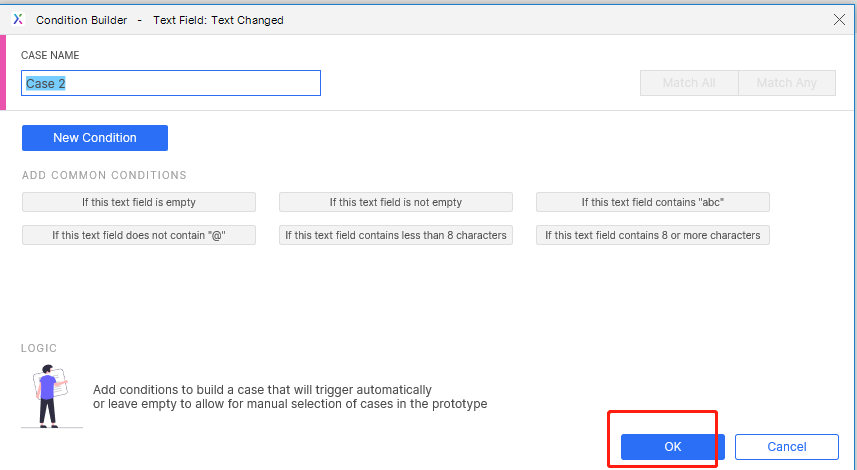 Condition Builder - Text Field: Text Changed
CASE NAME
Case 2
Match All
Match Any
New Condition
ADD COMMON CONDITIONS
If this text field is empty
If this text field is not empty
If this text field contains "abc"
If this text field does not contain "@"
If this text field contains less than 8 characters
If this text field contains 8 or more characters
LOGIC
Add conditions to build a case that will trigger automatically
or leave empty to allow for manual selection of cases in the prototype
OK
Cancel